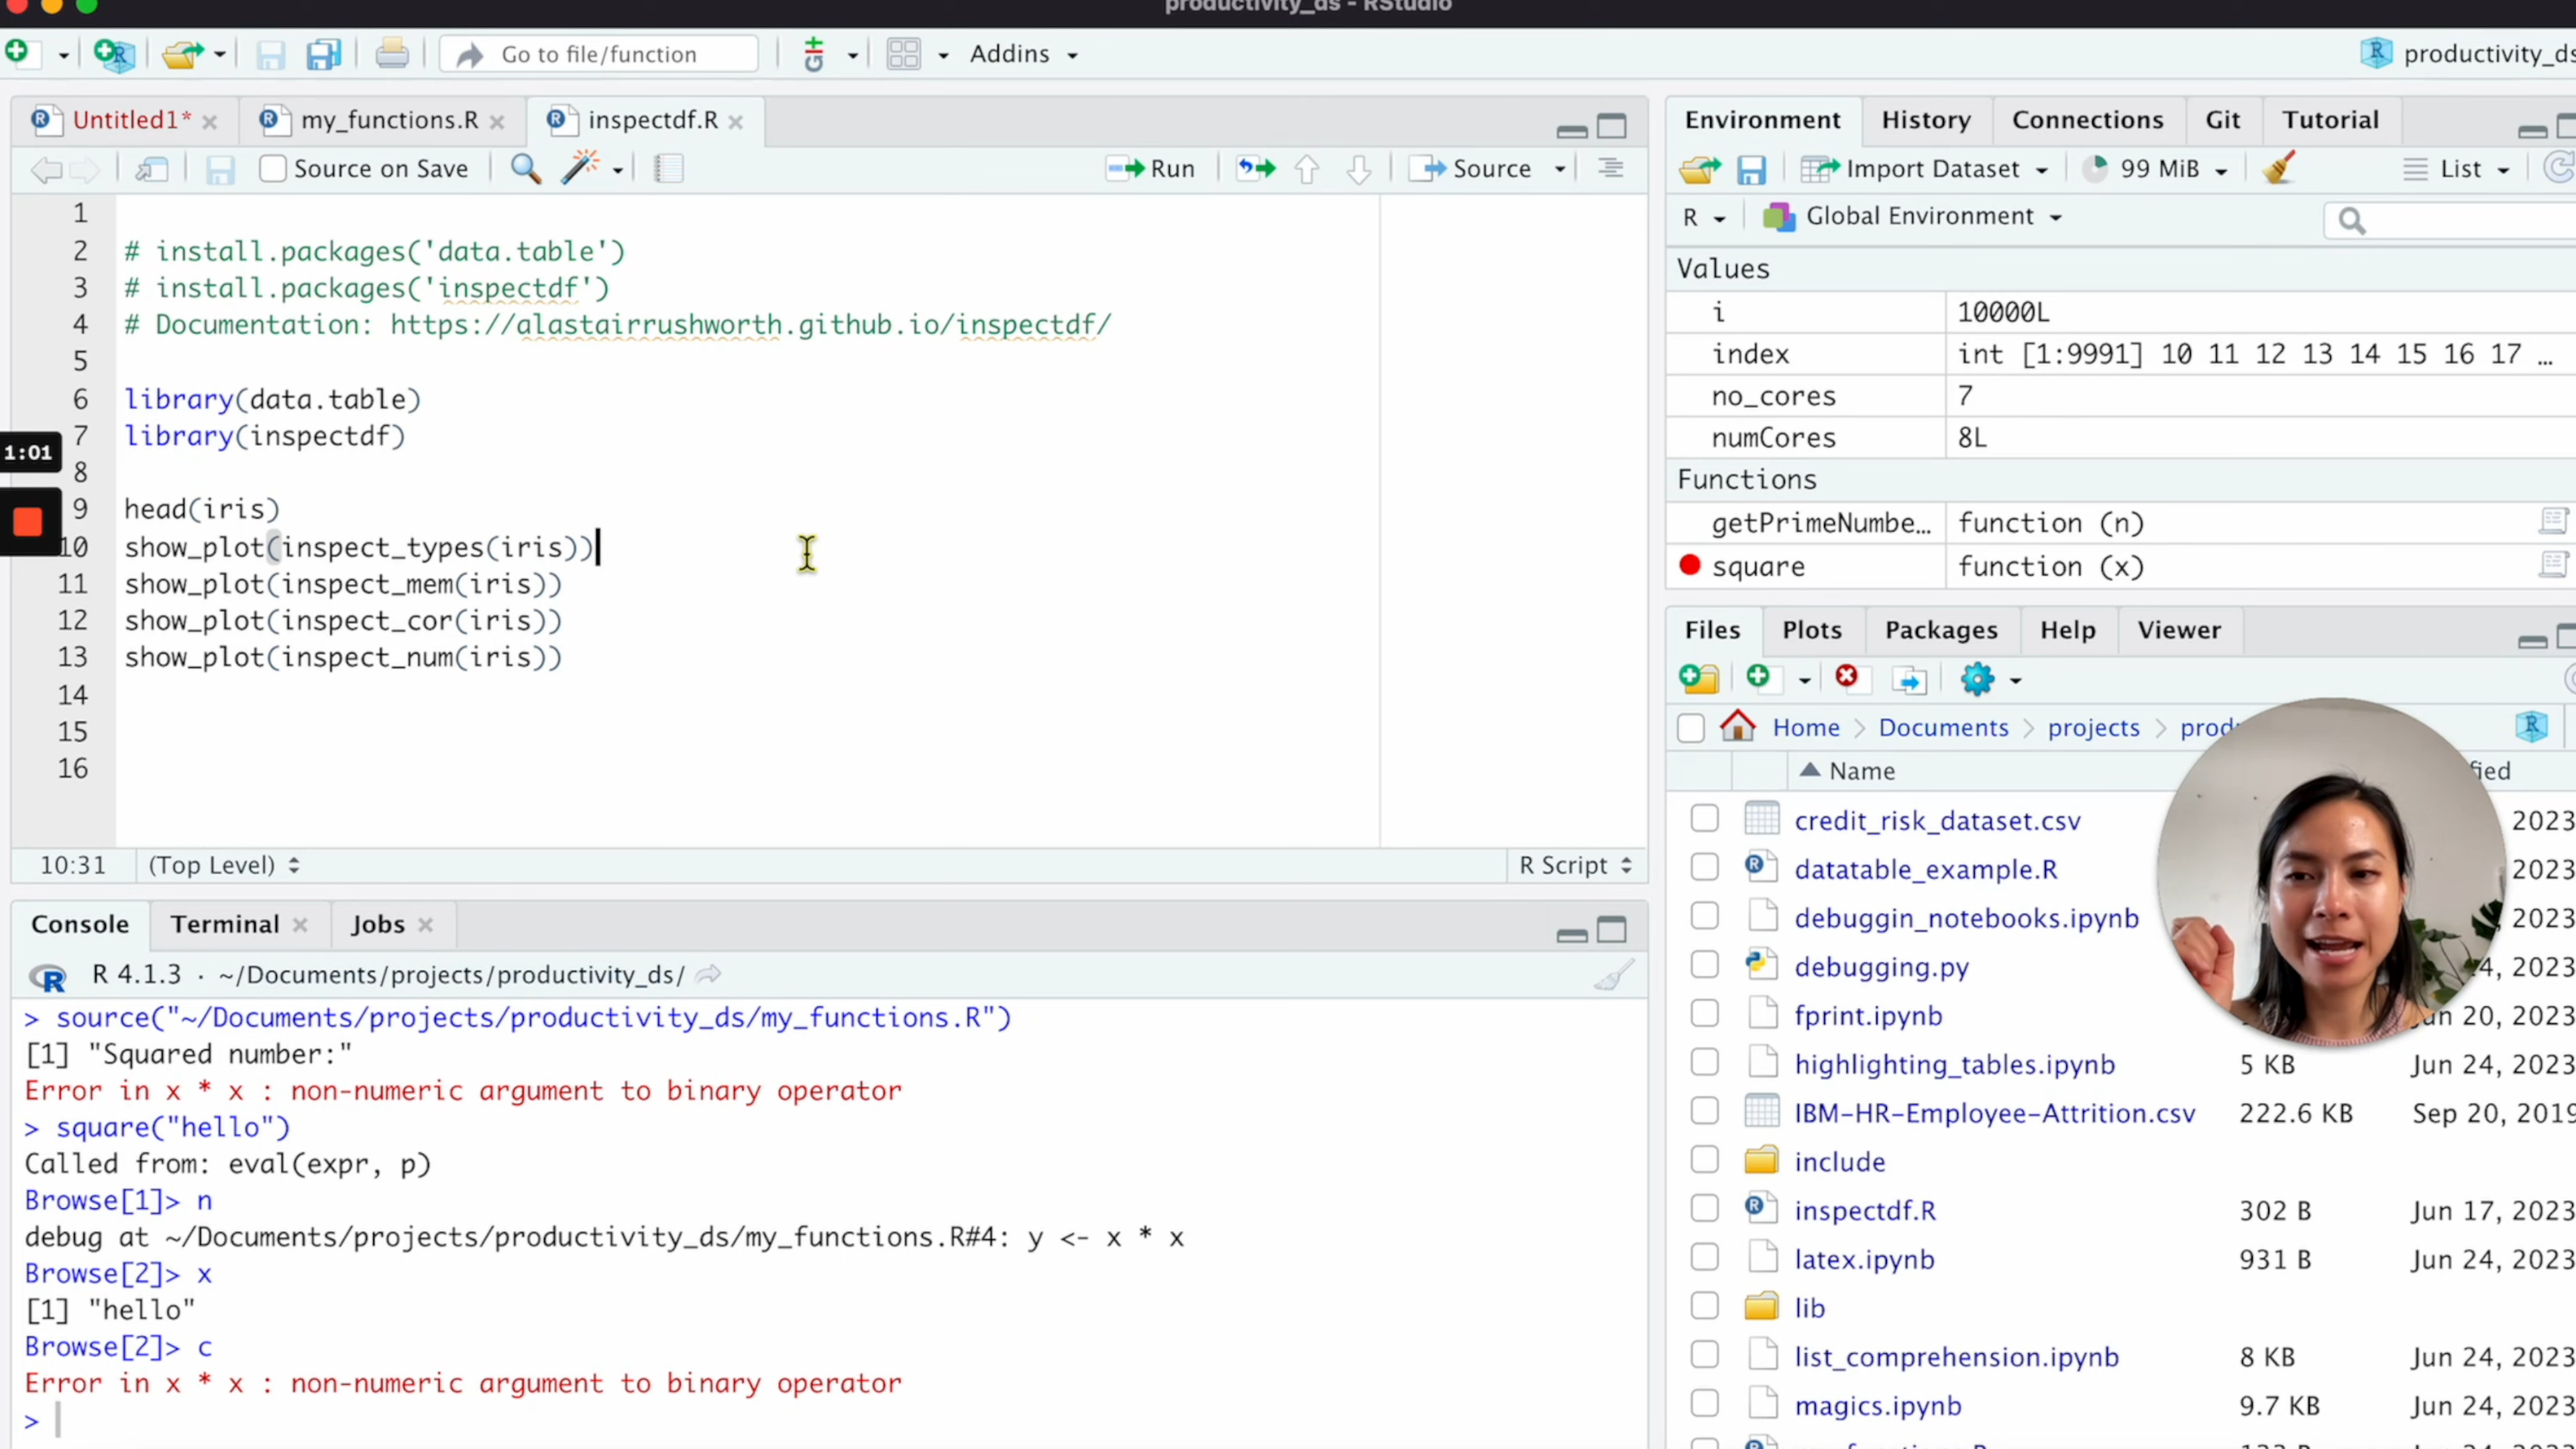 productivity_ds - RStudio
Go to file/function
Addins
productivity_ds
Untitled1*
my_functions.R
inspectdf.R
Source on Save
Run
Source
1
2 # install.packages('data.table')
3 # install.packages('inspectdf')
4 # Documentation: https://alastairrushworth.github.io/inspectdf/
5
6 library(data.table)
7 library(inspectdf)
8
9 head(iris)
10 show_plot(inspect_types(iris))
11 show_plot(inspect_mem(iris))
12 show_plot(inspect_cor(iris))
13 show_plot(inspect_num(iris))
14
15
16
1:01
10:31 (Top Level) R Script
Console Terminal Jobs
R 4.1.3 · ~/Documents/projects/productivity_ds/
> source("~/Documents/projects/productivity_ds/my_functions.R")
[1] "Squared number:"
Error in x * x : non-numeric argument to binary operator
> square("hello")
Called from: eval(expr, p)
Browse[1]> n
debug at ~/Documents/projects/productivity_ds/my_functions.R#4: y <- x * x
Browse[2]> x
[1] "hello"
Browse[2]> c
Error in x * x : non-numeric argument to binary operator
>
Environment History Connections Git Tutorial
Import Dataset 99 MiB List
R Global Environment
Values
i 10000L
index int [1:9991] 10 11 12 13 14 15 16 17 ...
no_cores 7
numCores 8L
Functions
getPrimeNumbe... function (n)
square function (x)
Files Plots Packages Help Viewer
Home > Documents > projects >
Name
credit_risk_dataset.csv 2023
datatable_example.R 2023
debuggin_notebooks.ipynb 2023
debugging.py 4, 2023
fprint.ipynb un 20, 2023
highlighting_tables.ipynb 5 KB Jun 24, 2023
IBM-HR-Employee-Attrition.csv 222.6 KB Sep 20, 2019
include
inspectdf.R 302 B Jun 17, 2023
latex.ipynb 931 B Jun 24, 2023
lib
list_comprehension.ipynb 8 KB Jun 24, 2023
magics.ipynb 9.7 KB Jun 24, 2023